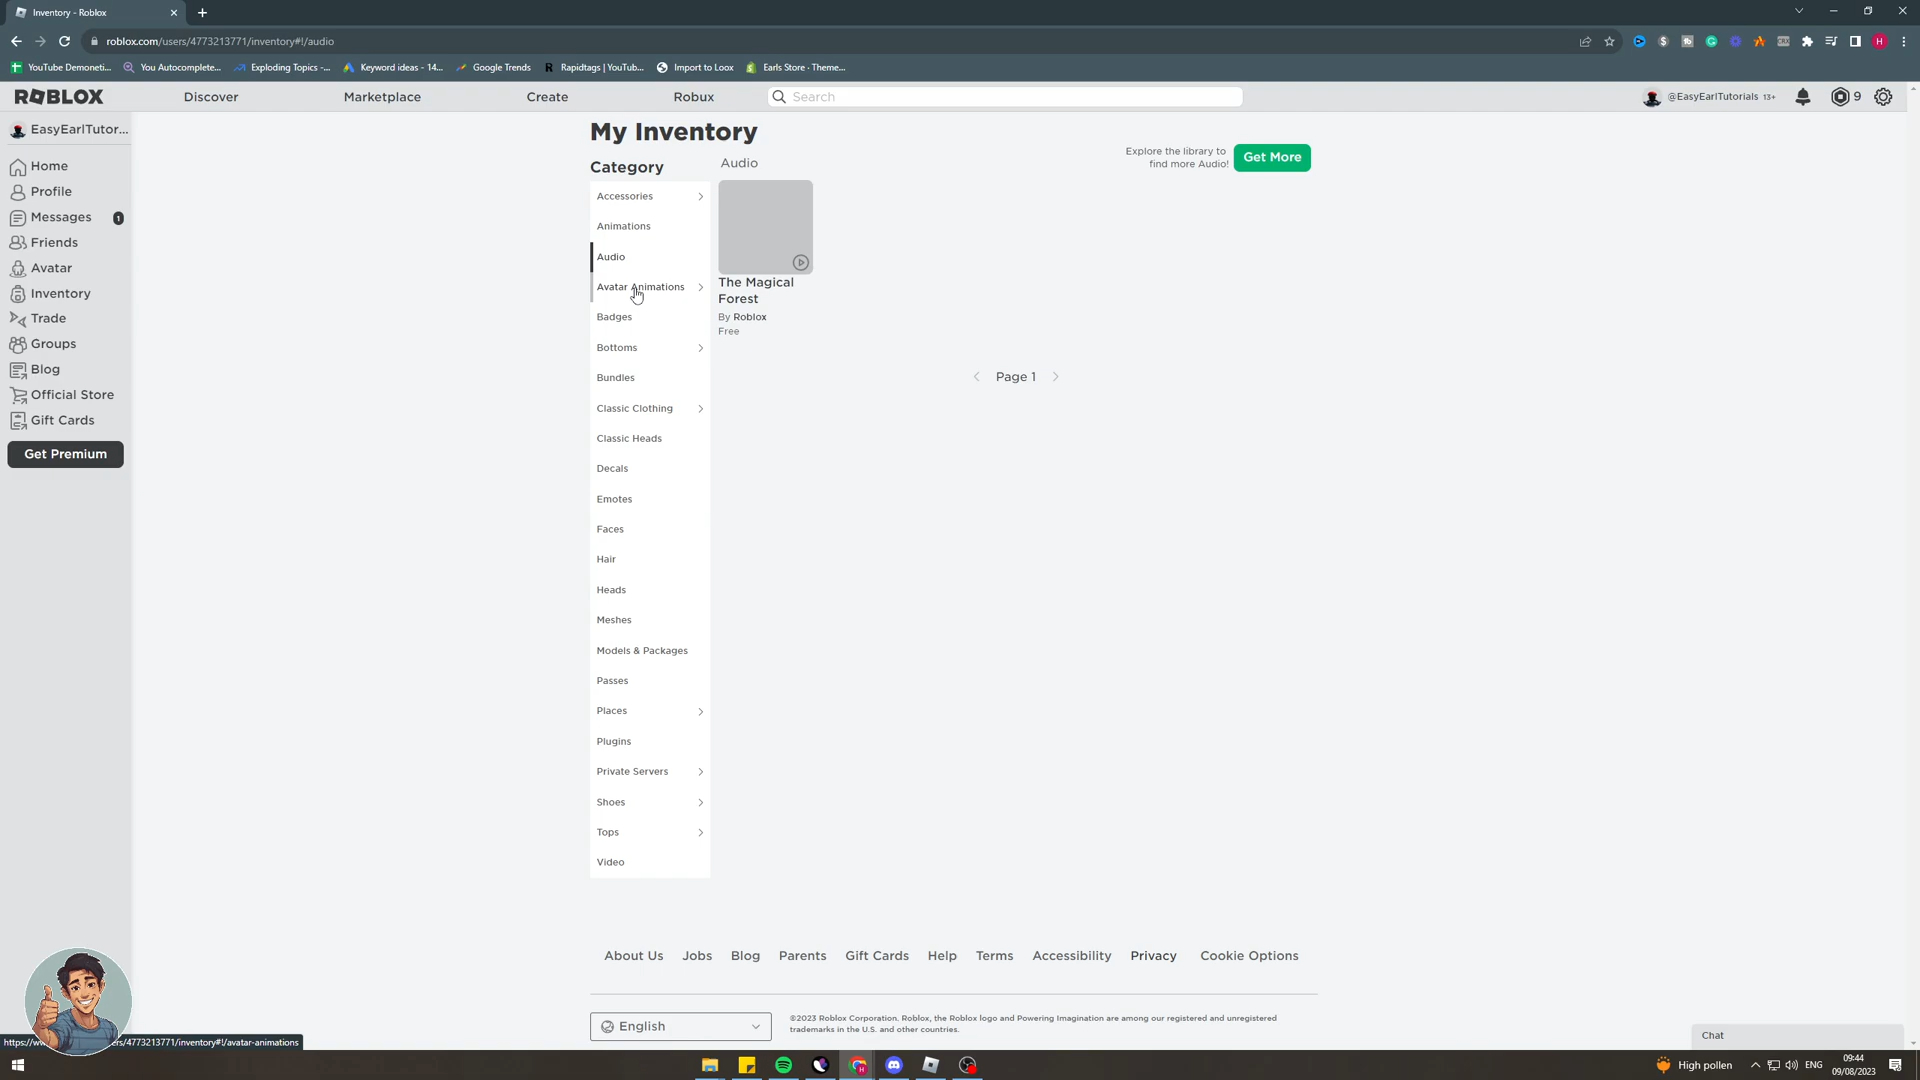 Inventory - Roblox
roblox.com/users/4773213771/inventory#!/audio
YouTube Demoneti...
You Autocomplete...
Exploding Topics -...
Keyword ideas - 14...
Google Trends
Rapidtags | YouTub...
Import to Loox
Earls Store · Theme...
ROBLOX
Discover
Marketplace
Create
Robux
Search
@EasyEarlTutorials 13+
9
EasyEarlTutor...
Home
Profile
Messages 1
Friends
Avatar
Inventory
Trade
Groups
Blog
Official Store
Gift Cards
Get Premium
My Inventory
Category
Accessories
Animations
Audio
Avatar Animations
Badges
Bottoms
Bundles
Classic Clothing
Classic Heads
Decals
Emotes
Faces
Hair
Heads
Meshes
Models & Packages
Passes
Places
Plugins
Private Servers
Shoes
Tops
Video
Audio
Explore the library to
find more Audio!
Get More
The Magical
Forest
By Roblox
Free
Page 1
About Us
Jobs
Blog
Parents
Gift Cards
Help
Terms
Accessibility
Privacy
Cookie Options
English
©2023 Roblox Corporation. Roblox, the Roblox logo and Powering Imagination are among our registered and unregistered
trademarks in the U.S. and other countries.
Chat
ers/4773213771/inventory#!/avatar-animations
High pollen
ENG
09:44
09/08/2023